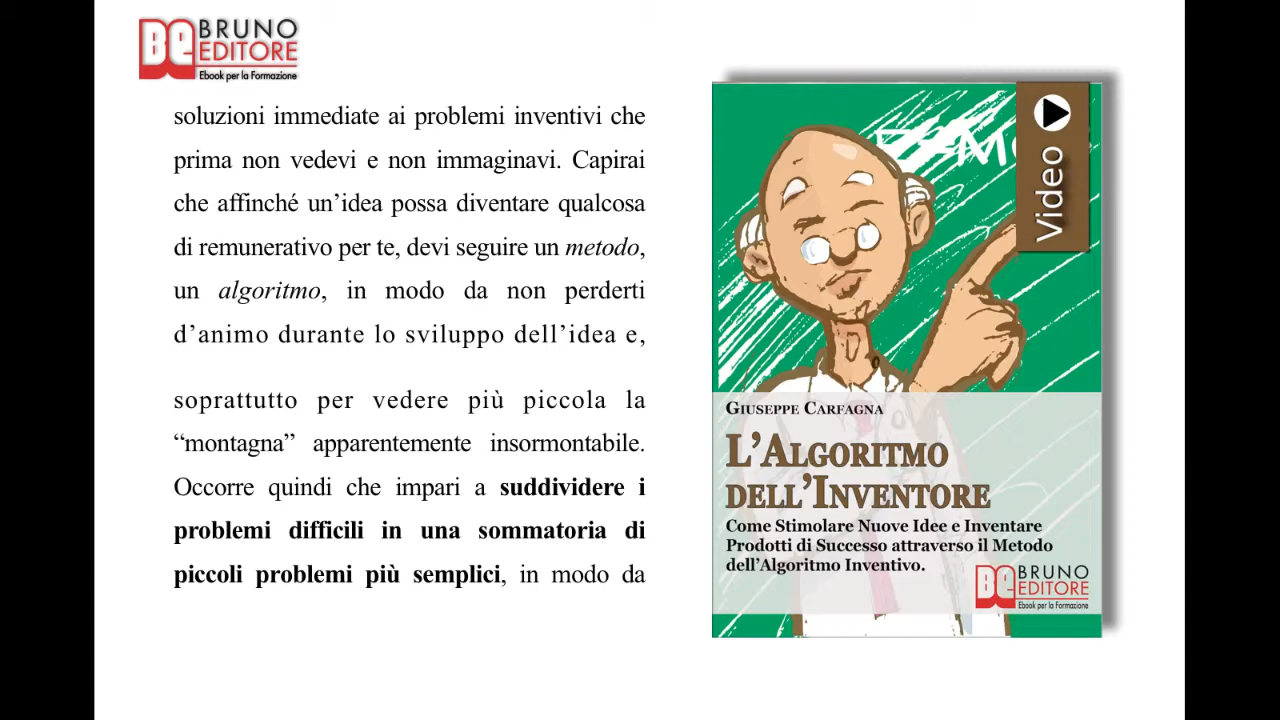 BRUNO
EDITORE
Ebook per la Formazione
soluzioni immediate ai problemi inventivi che
prima non vedevi e non immaginavi. Capirai
che affinché un’idea possa diventare qualcosa
di remunerativo per te, devi seguire un metodo,
un algoritmo, in modo da non perderti
d’animo durante lo sviluppo dell’idea e,
soprattutto per vedere più piccola la
“montagna” apparentemente insormontabile.
Occorre quindi che impari a suddividere i
problemi difficili in una sommatoria di
piccoli problemi più semplici, in modo da
Video
GIUSEPPE CARFAGNA
L’ALGORITMO
DELL’INVENTORE
Come Stimolare Nuove Idee e Inventare
Prodotti di Successo attraverso il Metodo
dell’Algoritmo Inventivo.
BRUNO
EDITORE
Ebook per la Formazione